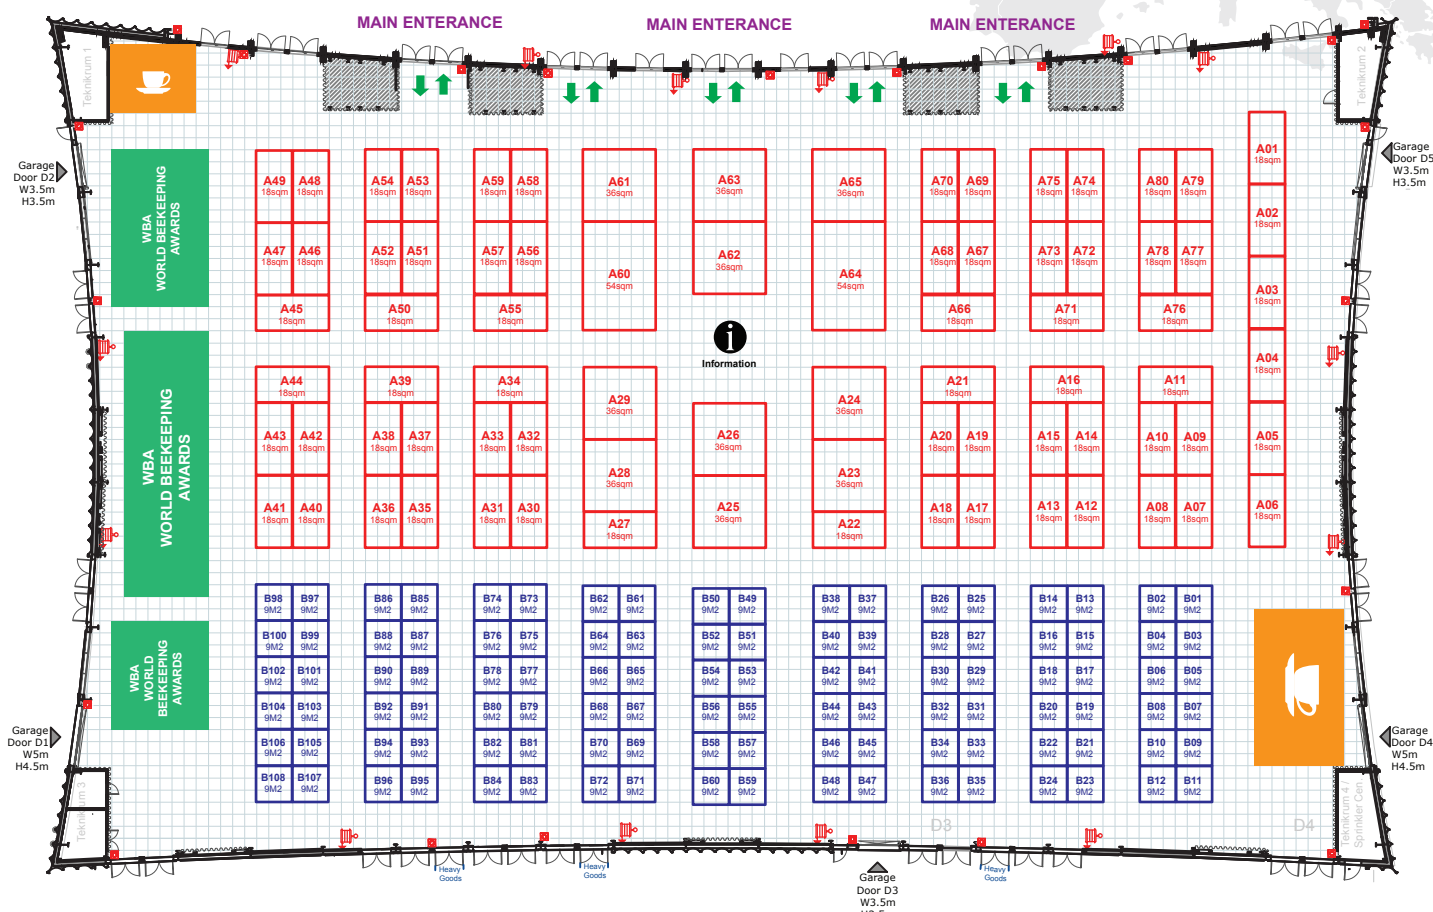 MAIN ENTERANCE
MAIN ENTERANCE
MAIN ENTERANCE
Teknikrum 1
Teknikrum 2
Garage
Door D2
W3.5m
H3.5m
Garage
Door D5
W3.5m
H3.5m
WBA
WORLD BEEKEEPING
AWARDS
A49 A48 A54 A53 A59 A58 A61 A63 A65 A70 A69 A75 A74 A80 A79 A01
18sqm 18sqm 18sqm 18sqm 18sqm 18sqm 36sqm 36sqm 36sqm 18sqm 18sqm 18sqm 18sqm 18sqm 18sqm 18sqm
A02
18sqm
A47 A46 A52 A51 A57 A56 A60 A62 A64 A68 A67 A73 A72 A78 A77
18sqm 18sqm 18sqm 18sqm 18sqm 18sqm 54sqm 36sqm 54sqm 18sqm 18sqm 18sqm 18sqm 18sqm 18sqm
A03
18sqm
A45 A50 A55 A66 A71 A76
18sqm 18sqm 18sqm 18sqm 18sqm 18sqm
i
Information
WBA
WORLD BEEKEEPING
AWARDS
A04
18sqm
A44 A39 A34 A29 A24 A21 A16 A11
18sqm 18sqm 18sqm 36sqm 36sqm 18sqm 18sqm 18sqm
A43 A42 A38 A37 A33 A32 A26 A20 A19 A15 A14 A10 A09 A05
18sqm 18sqm 18sqm 18sqm 18sqm 18sqm 36sqm 18sqm 18sqm 18sqm 18sqm 18sqm 18sqm 18sqm
A28 A23
36sqm 36sqm
A41 A40 A36 A35 A31 A30 A25 A18 A17 A13 A12 A08 A07 A06
18sqm 18sqm 18sqm 18sqm 18sqm 18sqm 36sqm 18sqm 18sqm 18sqm 18sqm 18sqm 18sqm 18sqm
A27 A22
18sqm 18sqm
B98 B97 B86 B85 B74 B73 B62 B61 B50 B49 B38 B37 B26 B25 B14 B13 B02 B01
9M2 9M2 9M2 9M2 9M2 9M2 9M2 9M2 9M2 9M2 9M2 9M2 9M2 9M2 9M2 9M2 9M2 9M2
B100 B99 B88 B87 B76 B75 B64 B63 B52 B51 B40 B39 B28 B27 B16 B15 B04 B03
9M2 9M2 9M2 9M2 9M2 9M2 9M2 9M2 9M2 9M2 9M2 9M2 9M2 9M2 9M2 9M2 9M2 9M2
WBA
WORLD
BEEKEEPING
AWARDS
B102 B101 B90 B89 B78 B77 B66 B65 B54 B53 B42 B41 B30 B29 B18 B17 B06 B05
9M2 9M2 9M2 9M2 9M2 9M2 9M2 9M2 9M2 9M2 9M2 9M2 9M2 9M2 9M2 9M2 9M2 9M2
B104 B103 B92 B91 B80 B79 B68 B67 B56 B55 B44 B43 B32 B31 B20 B19 B08 B07
9M2 9M2 9M2 9M2 9M2 9M2 9M2 9M2 9M2 9M2 9M2 9M2 9M2 9M2 9M2 9M2 9M2 9M2
B106 B105 B94 B93 B82 B81 B70 B69 B58 B57 B46 B45 B34 B33 B22 B21 B10 B09
9M2 9M2 9M2 9M2 9M2 9M2 9M2 9M2 9M2 9M2 9M2 9M2 9M2 9M2 9M2 9M2 9M2 9M2
B108 B107 B96 B95 B84 B83 B72 B71 B60 B59 B48 B47 B36 B35 B24 B23 B12 B11
9M2 9M2 9M2 9M2 9M2 9M2 9M2 9M2 9M2 9M2 9M2 9M2 9M2 9M2 9M2 9M2 9M2 9M2
Garage
Door D1
W5m
H4.5m
Garage
Door D4
W5m
H4.5m
Teknikrum 3
D3
D4
Teknikrum 4 /
Sprinkler Cen.
Heavy
Goods
Heavy
Goods
Heavy
Goods
Garage
Door D3
W3.5m